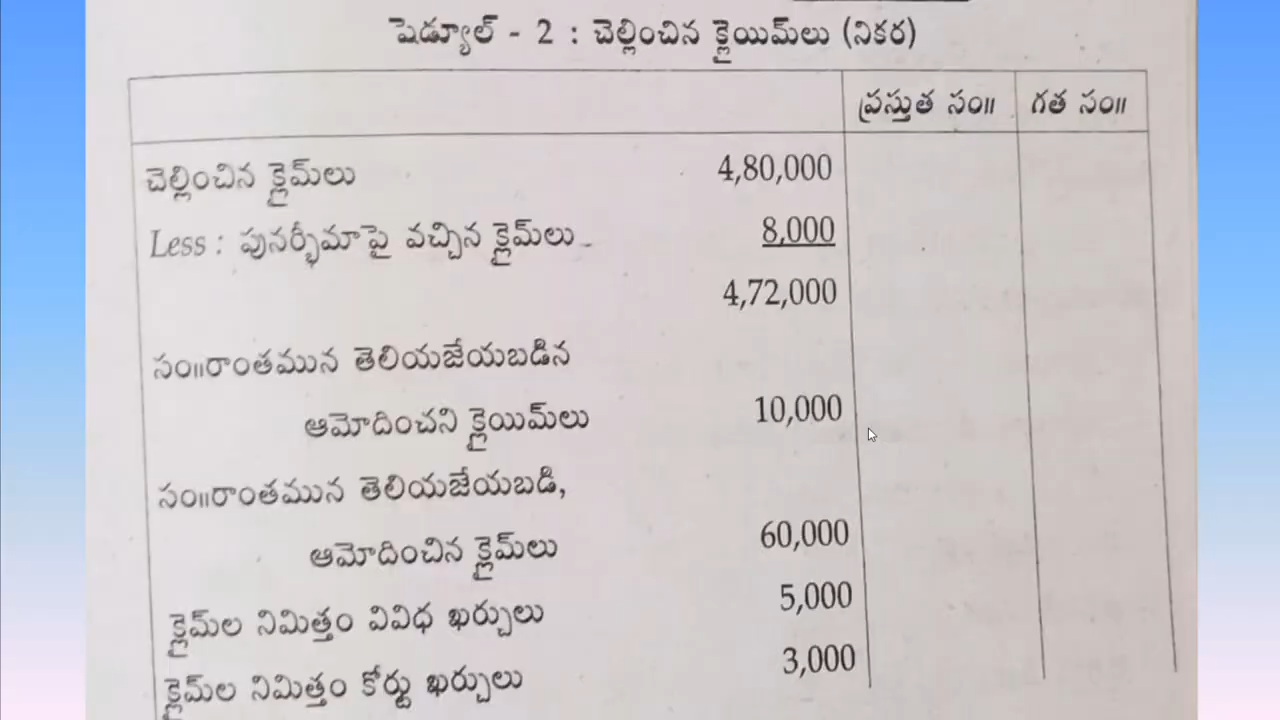 షెడ్యూల్ - 2 : చెల్లించిన క్లెయిమ్‌లు (నికర)
ప్రస్తుత సం॥ గత సం॥
చెల్లించిన క్లైమ్‌లు 4,80,000
Less : పునర్భీమాపై వచ్చిన క్లైమ్‌లు 8,000
4,72,000
సం॥రాంతమున తెలియజేయబడిన
ఆమోదించని క్లైయిమ్‌లు 10,000
సం॥రాంతమున తెలియజేయబడి,
ఆమోదించిన క్లైమ్‌లు 60,000
క్లైమ్‌ల నిమిత్తం వివిధ ఖర్చులు 5,000
క్లైమ్‌ల నిమిత్తం కోర్టు ఖర్చులు 3,000